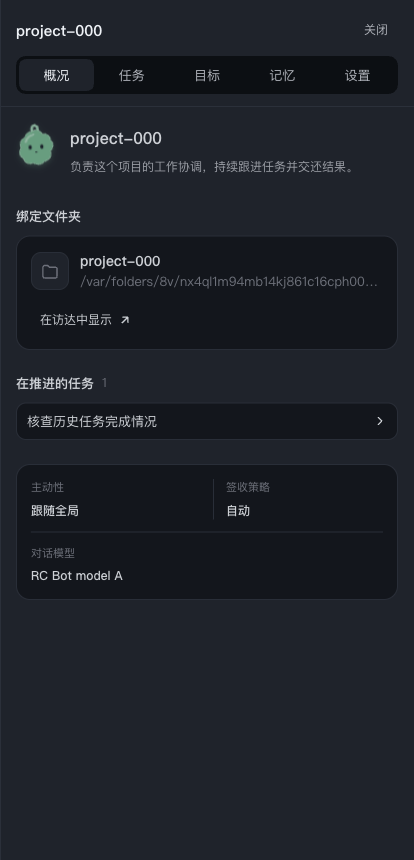 project-000
关闭
概况
任务
目标
记忆
设置
project-000
负责这个项目的工作协调，持续跟进任务并交还结果。
绑定文件夹
project-000
/var/folders/8v/nx4ql1m94mb14kj861c16cph00...
在访达中显示
在推进的任务 1
核查历史任务完成情况
主动性
签收策略
跟随全局
自动
对话模型
RC Bot model A